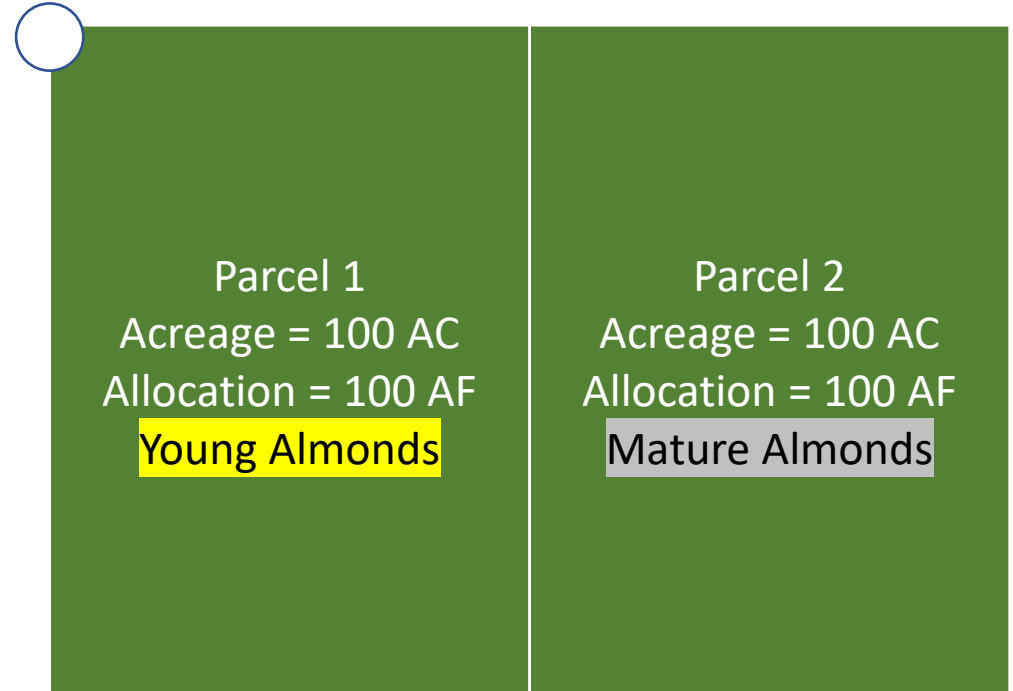 Parcel 1
Acreage = 100 AC
Allocation = 100 AF
Young Almonds
Parcel 2
Acreage = 100 AC
Allocation = 100 AF
Mature Almonds